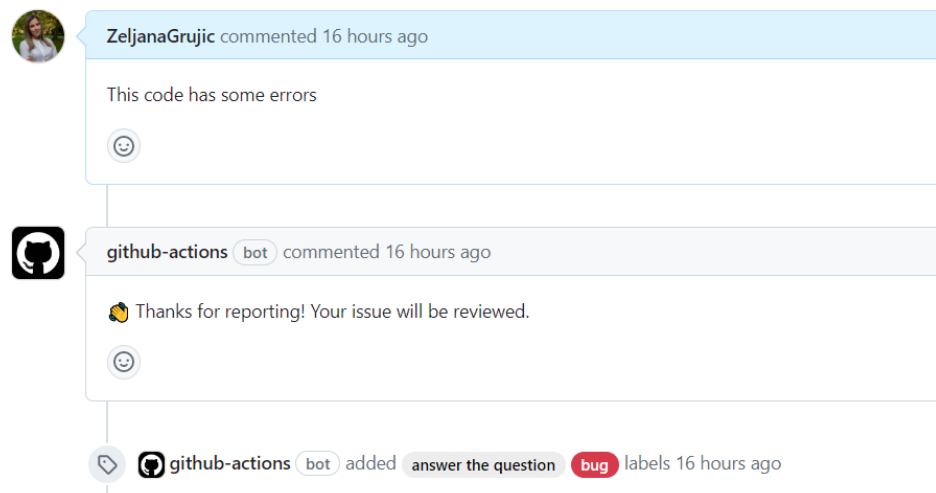 ZeljanaGrujic commented 16 hours ago
This code has some errors
github-actions bot commented 16 hours ago
👏 Thanks for reporting! Your issue will be reviewed.
github-actions bot added answer the question bug labels 16 hours ago